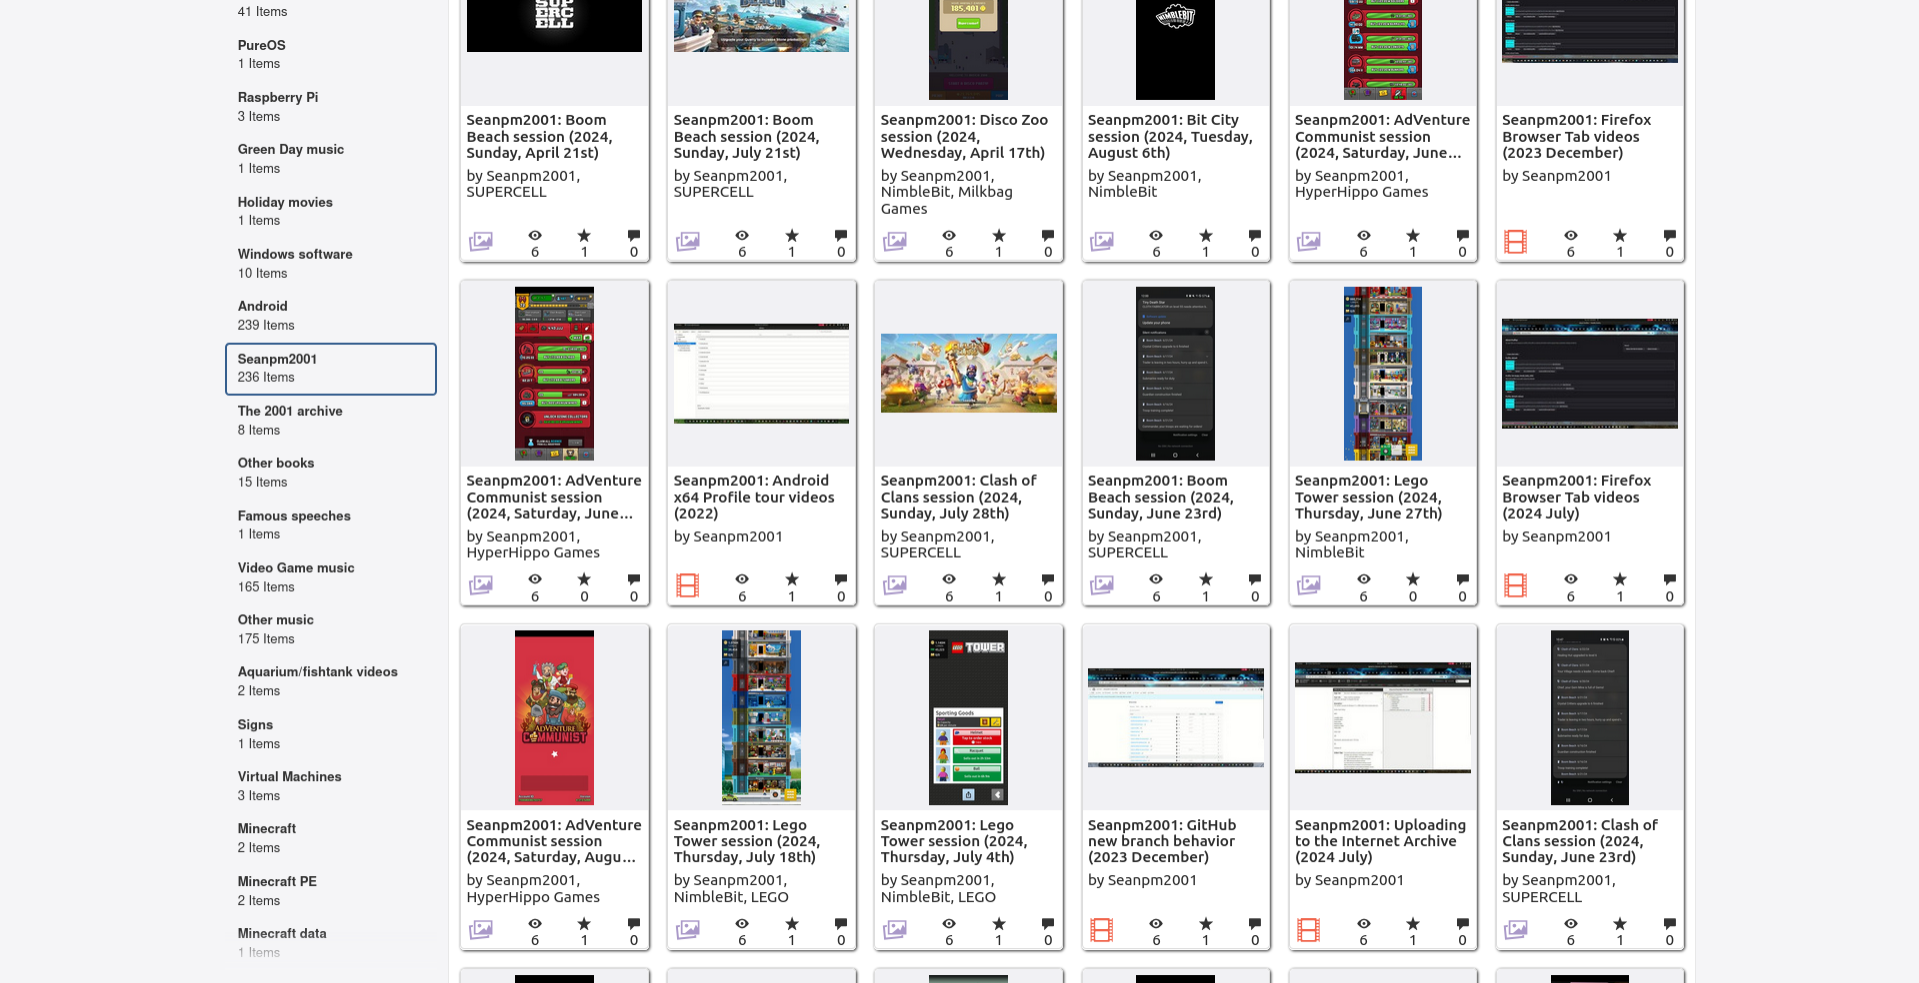 41 Items
PureOS
1 Items
Raspberry Pi
3 Items
Green Day music
1 Items
Holiday movies
1 Items
Windows software
10 Items
Android
239 Items
Seanpm2001
236 Items
The 2001 archive
8 Items
Other books
15 Items
Famous speeches
1 Items
Video Game music
165 Items
Other music
175 Items
Aquarium/fishtank videos
2 Items
Signs
1 Items
Virtual Machines
3 Items
Minecraft
2 Items
Minecraft PE
2 Items
Minecraft data
1 Items
SUP
ERC
ELL
BEACH
185,401
NIMBLEBIT
Seanpm2001: Boom
Beach session (2024,
Sunday, April 21st)
by Seanpm2001,
SUPERCELL
6 1 0
Seanpm2001: Boom
Beach session (2024,
Sunday, July 21st)
by Seanpm2001,
SUPERCELL
6 1 0
Seanpm2001: Disco Zoo
session (2024,
Wednesday, April 17th)
by Seanpm2001,
NimbleBit, Milkbag
Games
6 1 0
Seanpm2001: Bit City
session (2024, Tuesday,
August 6th)
by Seanpm2001,
NimbleBit
6 1 0
Seanpm2001: AdVenture
Communist session
(2024, Saturday, June...
by Seanpm2001,
HyperHippo Games
6 1 0
Seanpm2001: Firefox
Browser Tab videos
(2023 December)
by Seanpm2001
6 1 0
Seanpm2001: AdVenture
Communist session
(2024, Saturday, June...
by Seanpm2001,
HyperHippo Games
6 0 0
Seanpm2001: Android
x64 Profile tour videos
(2022)
by Seanpm2001
6 1 0
Seanpm2001: Clash of
Clans session (2024,
Sunday, July 28th)
by Seanpm2001,
SUPERCELL
6 1 0
Seanpm2001: Boom
Beach session (2024,
Sunday, June 23rd)
by Seanpm2001,
SUPERCELL
6 1 0
Seanpm2001: Lego
Tower session (2024,
Thursday, June 27th)
by Seanpm2001,
NimbleBit
6 0 0
Seanpm2001: Firefox
Browser Tab videos
(2024 July)
by Seanpm2001
6 1 0
ADVENTURE
COMMUNIST
Seanpm2001: AdVenture
Communist session
(2024, Saturday, Augu...
by Seanpm2001,
HyperHippo Games
6 1 0
Seanpm2001: Lego
Tower session (2024,
Thursday, July 18th)
by Seanpm2001,
NimbleBit, LEGO
6 1 0
LEGO TOWER
Sporting Goods
Seanpm2001: Lego
Tower session (2024,
Thursday, July 4th)
by Seanpm2001,
NimbleBit, LEGO
6 1 0
Seanpm2001: GitHub
new branch behavior
(2023 December)
by Seanpm2001
6 1 0
Seanpm2001: Uploading
to the Internet Archive
(2024 July)
by Seanpm2001
6 1 0
Seanpm2001: Clash of
Clans session (2024,
Sunday, June 23rd)
by Seanpm2001,
SUPERCELL
6 1 0